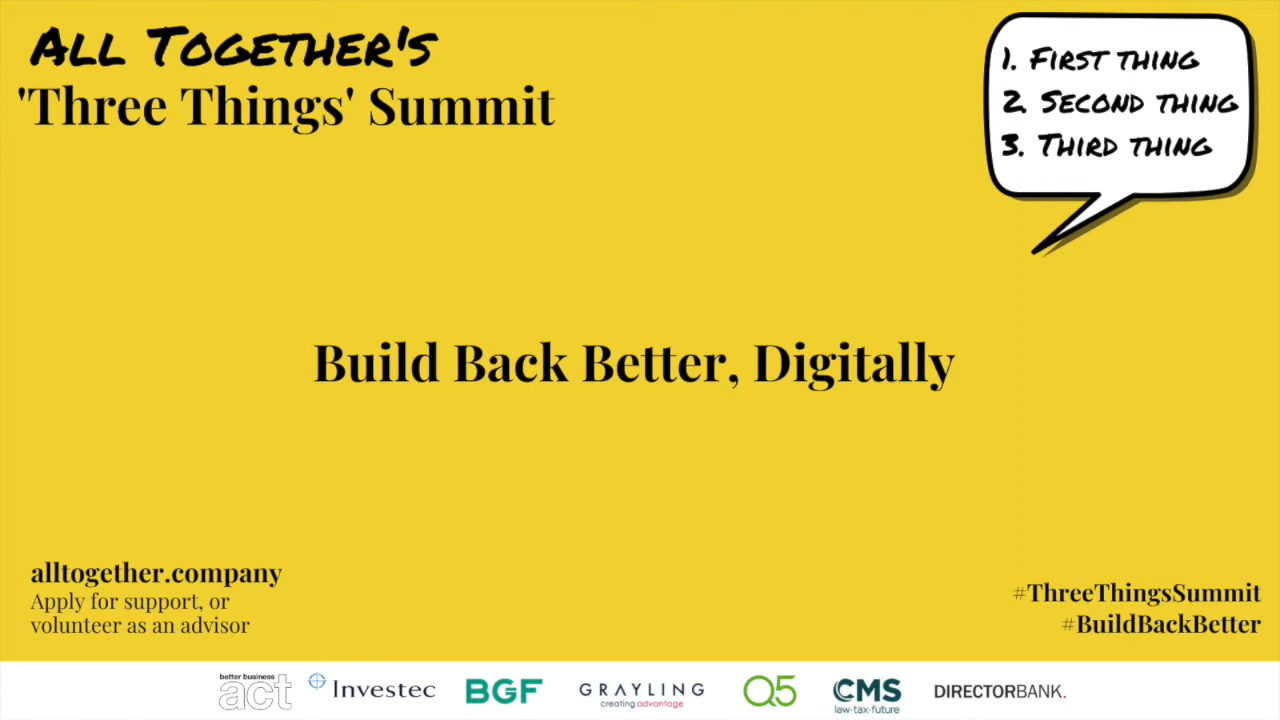 All Together's
'Three Things' Summit
1. First thing
2. Second thing
3. Third thing
Build Back Better, Digitally
alltogether.company
Apply for support, or
volunteer as an advisor
#ThreeThingsSummit
#BuildBackBetter
better business
act
Investec
BGF
GRAYLING
creating advantage
Q5
CMS
law·tax·future
DIRECTORBANK.